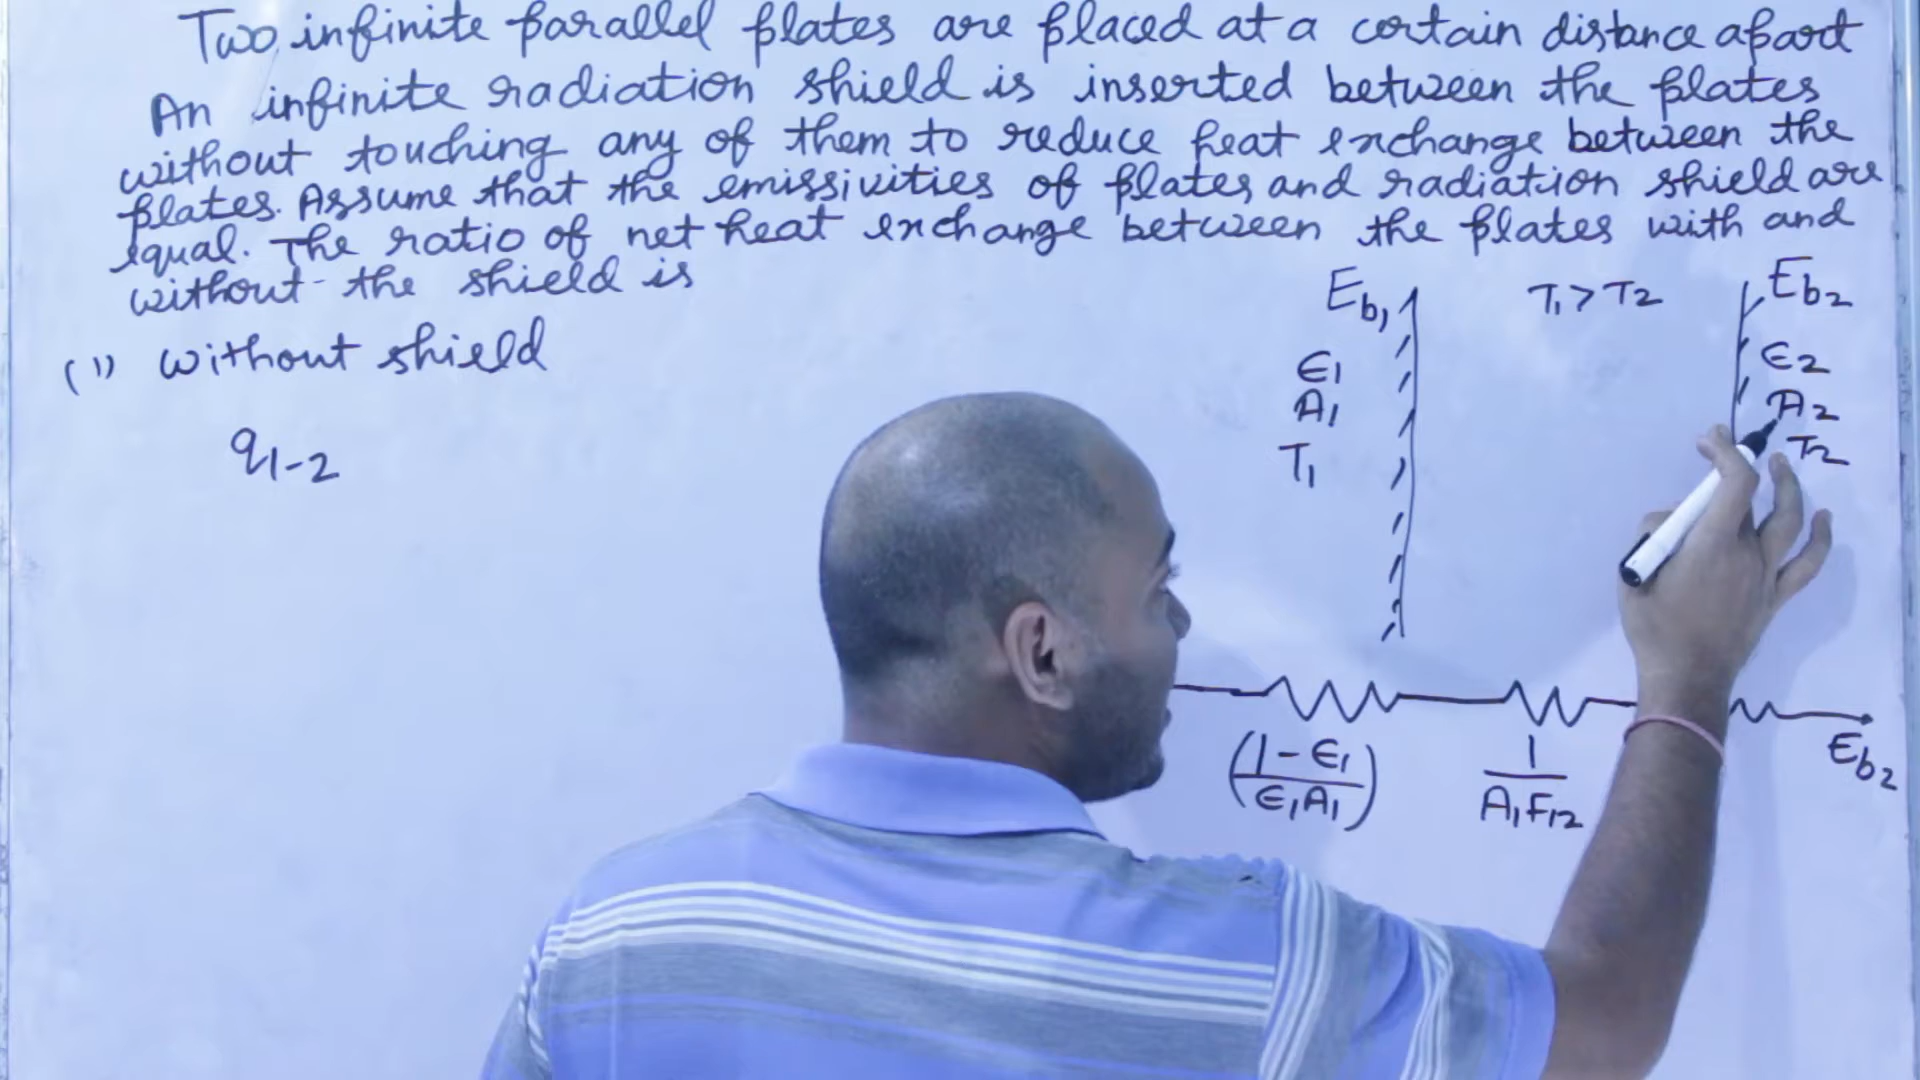 Two infinite parallel plates are placed at a certain distance apart
An infinite radiation shield is inserted between the plates
without touching any of them to reduce heat exchange between the
plates. Assume that the emissivities of plates and radiation shield are
equal. The ratio of net heat exchange between the plates with and
without the shield is
(1) without shield
q1-2
Eb1 T1 > T2 Eb2
ϵ1 ϵ2
A1 A2
T1 T2
(1 - ϵ1 / ϵ1A1) 1 / A1F12 Eb2